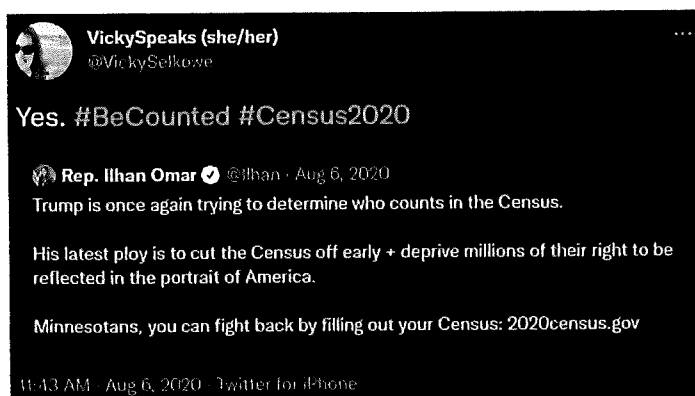 VickySpeaks (she/her)
@VickySelkowe
Yes. #BeCounted #Census2020
Rep. Ilhan Omar @Ilhan · Aug 6, 2020
Trump is once again trying to determine who counts in the Census.
His latest ploy is to cut the Census off early + deprive millions of their right to be
reflected in the portrait of America.
Minnesotans, you can fight back by filling out your Census: 2020census.gov
11:43 AM · Aug 6, 2020 · Twitter for iPhone